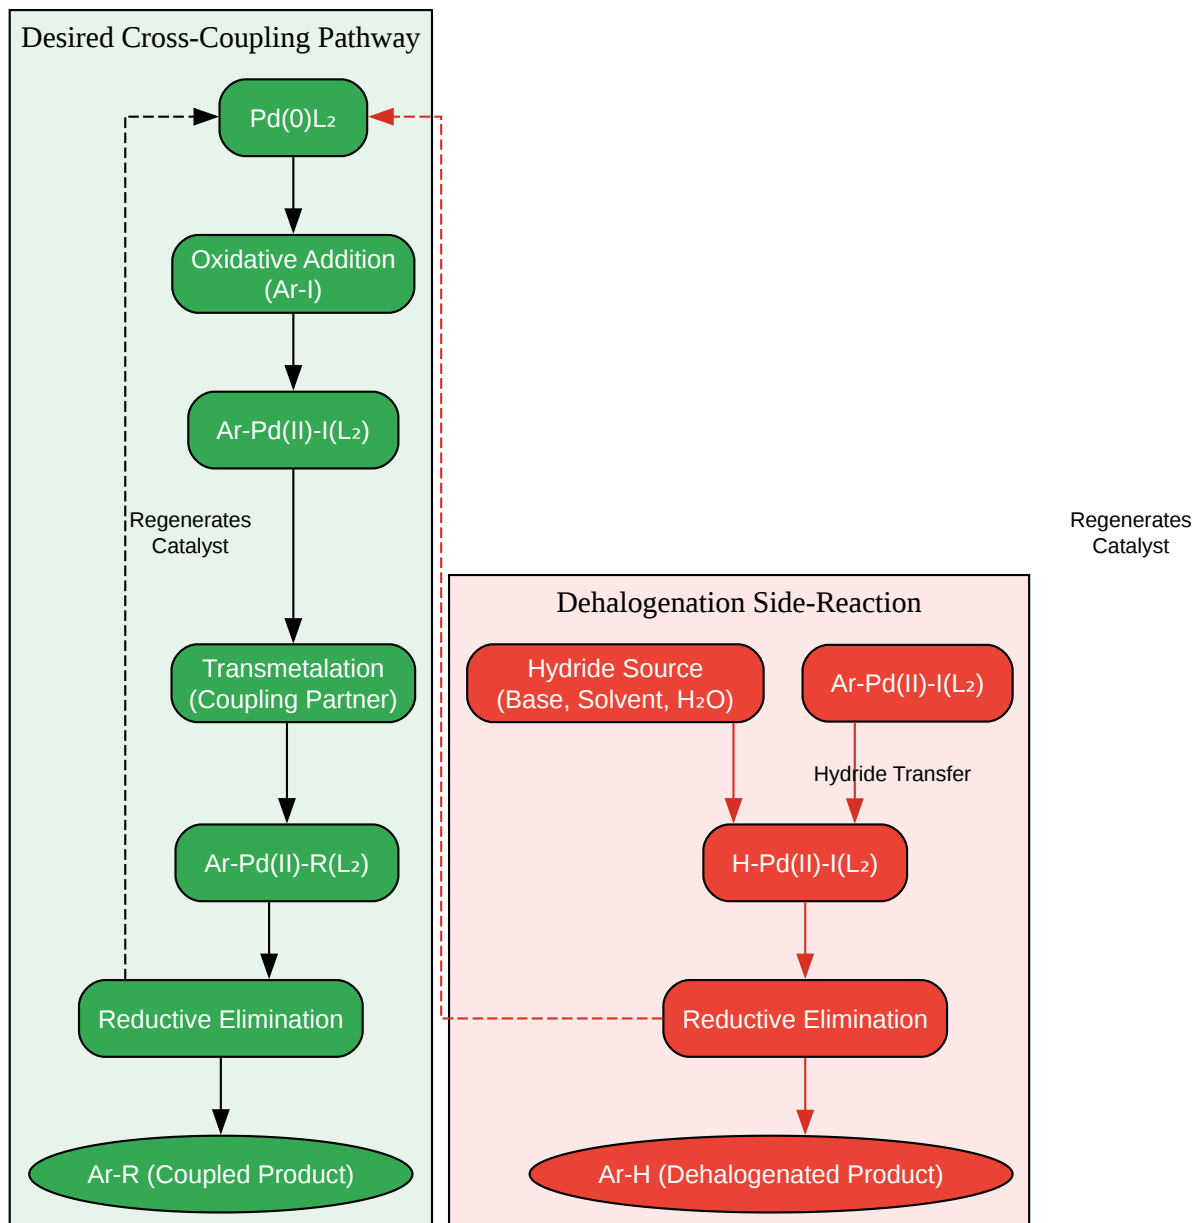 Desired Cross-Coupling Pathway
Pd(0)L₂
Oxidative Addition
(Ar-I)
Ar-Pd(II)-I(L₂)
Regenerates
Catalyst
Transmetalation
(Coupling Partner)
Ar-Pd(II)-R(L₂)
Reductive Elimination
Ar-R (Coupled Product)
Regenerates
Catalyst
Dehalogenation Side-Reaction
Hydride Source
(Base, Solvent, H₂O)
Ar-Pd(II)-I(L₂)
Hydride Transfer
H-Pd(II)-I(L₂)
Reductive Elimination
Ar-H (Dehalogenated Product)